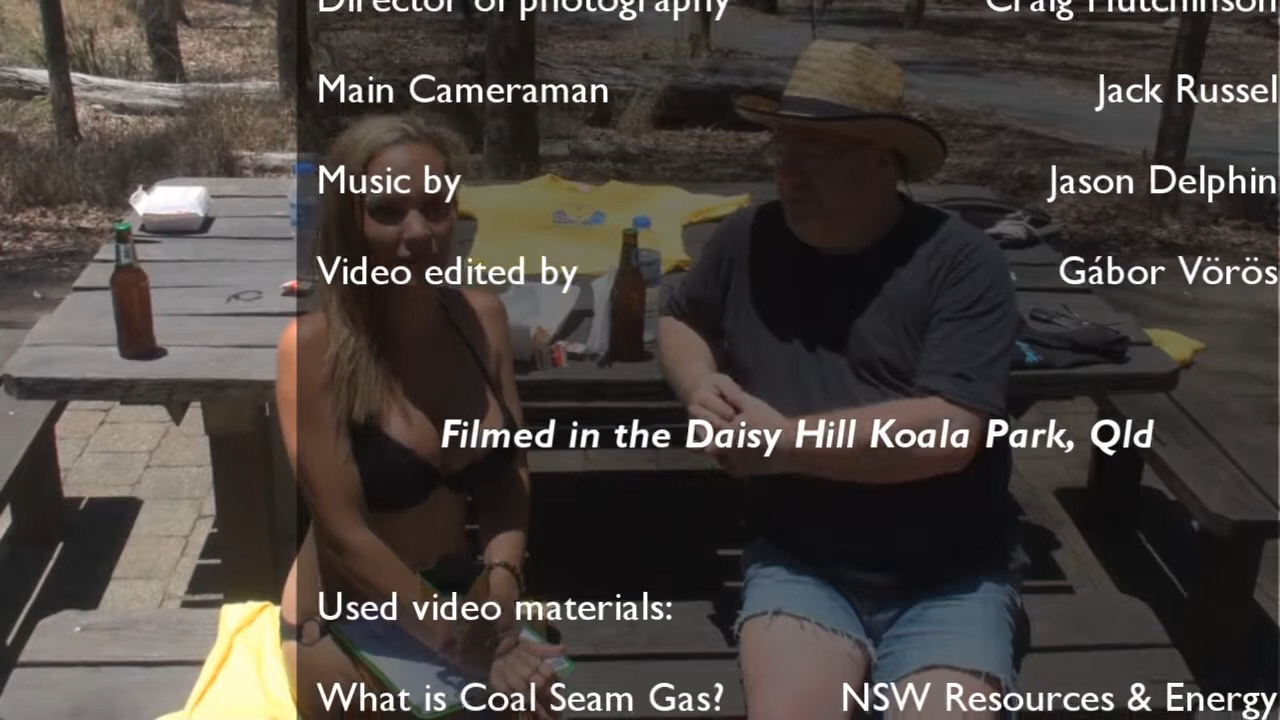 Director of photography Craig Hutchinson
Main Cameraman Jack Russel
Music by Jason Delphin
Video edited by Gábor Vörös
Filmed in the Daisy Hill Koala Park, Qld
Used video materials:
What is Coal Seam Gas? NSW Resources & Energy